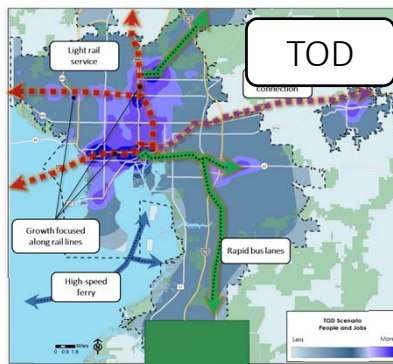 Light rail
service
TOD
connection
Growth focused
along rail lines
Rapid bus lanes
High-speed
ferry
Miles
N
TOD Scenario
People and Jobs
Less
More